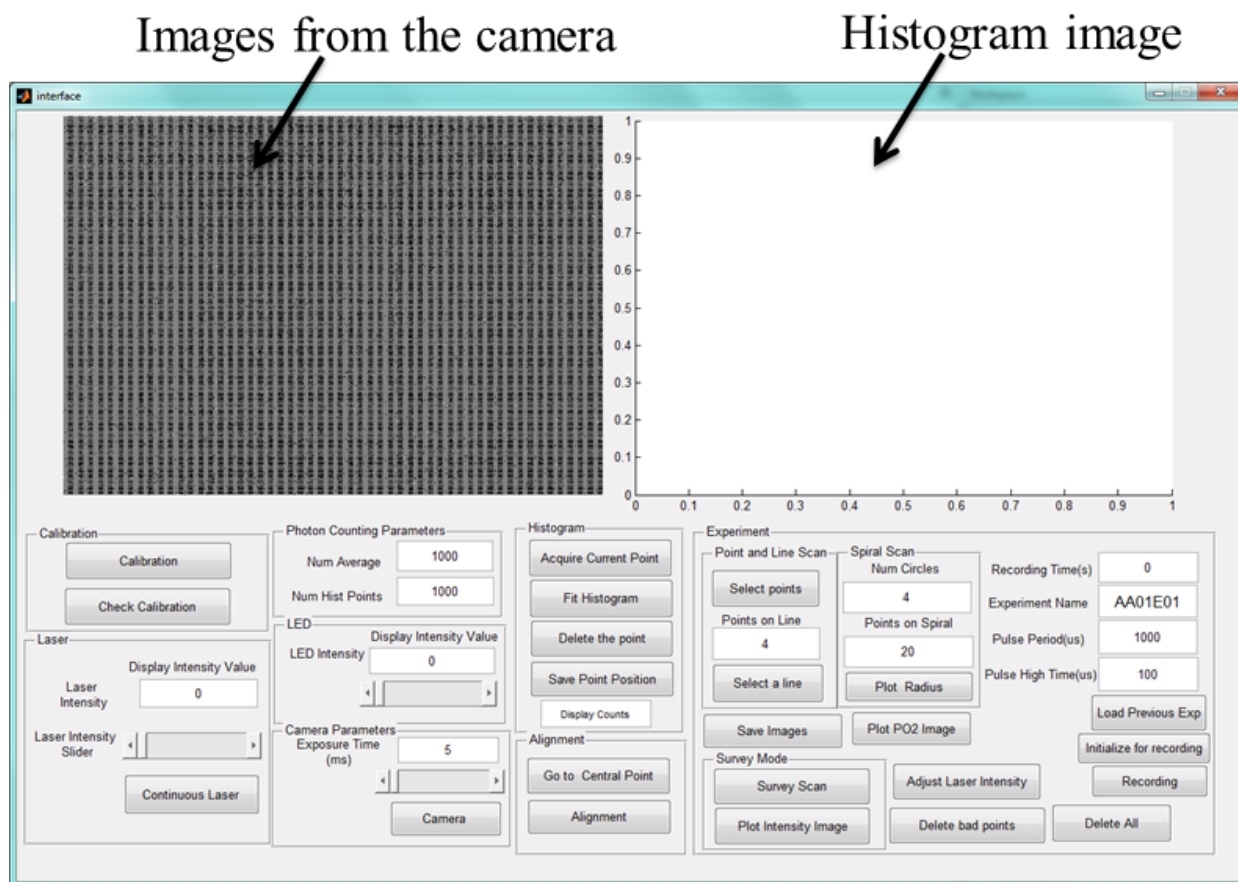 Images from the camera
Histogram image
interface
Workspace
1
0.9
0.8
0.7
0.6
0.5
0.4
0.3
0.2
0.1
0
0 0.1 0.2 0.3 0.4 0.5 0.6 0.7 0.8 0.9 1
Calibration
Calibration
Check Calibration
Laser
Display Intensity Value
Laser
Intensity
0
Laser Intensity
Slider
Continuous Laser
Photon Counting Parameters
Num Average 1000
Num Hist Points 1000
LED
Display Intensity Value
LED Intensity 0
Camera Parameters
Exposure Time
(ms)
5
Camera
Histogram
Acquire Current Point
Fit Histogram
Delete the point
Save Point Position
Display Counts
Alignment
Go to Central Point
Alignment
Experiment
Point and Line Scan
Select points
Points on Line
4
Select a line
Spiral Scan
Num Circles
4
Points on Spiral
20
Plot Radius
Recording Time(s) 0
Experiment Name AA01E01
Pulse Period(us) 1000
Pulse High Time(us) 100
Load Previous Exp
Save Images
Plot PO2 Image
Initialize for recording
Survey Mode
Survey Scan
Plot Intensity Image
Adjust Laser Intensity
Recording
Delete bad points
Delete All